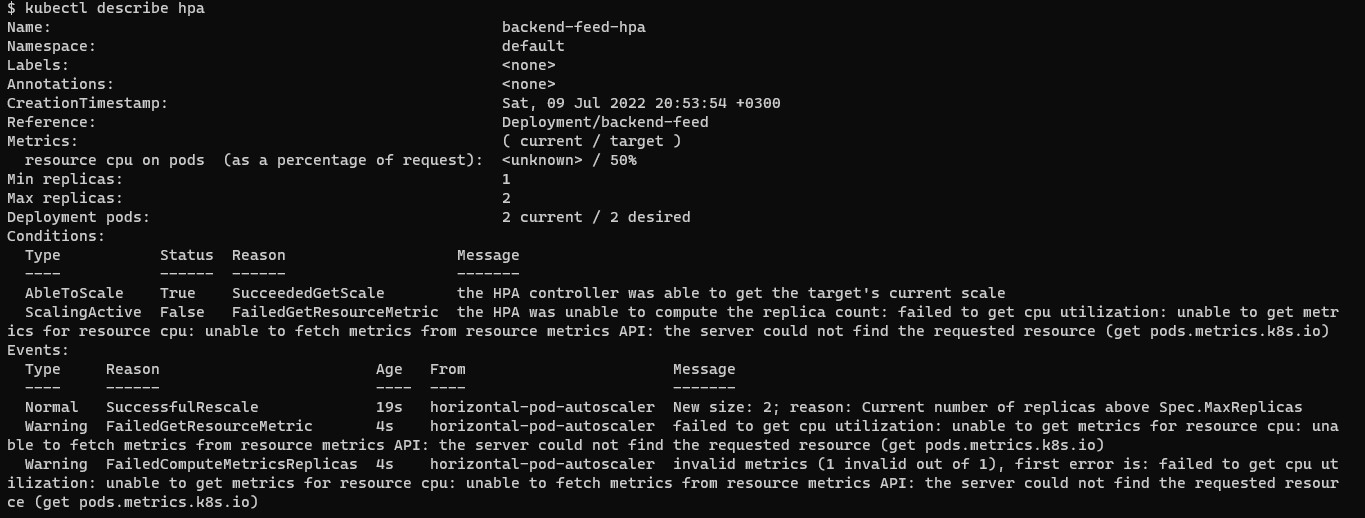 $ kubectl describe hpa
Name:                                                  backend-feed-hpa
Namespace:                                             default
Labels:                                                <none>
Annotations:                                           <none>
CreationTimestamp:                                     Sat, 09 Jul 2022 20:53:54 +0300
Reference:                                             Deployment/backend-feed
Metrics:                                               ( current / target )
  resource cpu on pods  (as a percentage of request):  <unknown> / 50%
Min replicas:                                          1
Max replicas:                                          2
Deployment pods:                                       2 current / 2 desired
Conditions:
  Type           Status  Reason                   Message
  ----           ------  ------                   -------
  AbleToScale    True    SucceededGetScale        the HPA controller was able to get the target's current scale
  ScalingActive  False   FailedGetResourceMetric  the HPA was unable to compute the replica count: failed to get cpu utilization: unable to get metr
ics for resource cpu: unable to fetch metrics from resource metrics API: the server could not find the requested resource (get pods.metrics.k8s.io)
Events:
  Type     Reason                        Age   From                       Message
  ----     ------                        ----  ----                       -------
  Normal   SuccessfulRescale             19s   horizontal-pod-autoscaler  New size: 2; reason: Current number of replicas above Spec.MaxReplicas
  Warning  FailedGetResourceMetric       4s    horizontal-pod-autoscaler  failed to get cpu utilization: unable to get metrics for resource cpu: una
ble to fetch metrics from resource metrics API: the server could not find the requested resource (get pods.metrics.k8s.io)
  Warning  FailedComputeMetricsReplicas  4s    horizontal-pod-autoscaler  invalid metrics (1 invalid out of 1), first error is: failed to get cpu ut
ilization: unable to get metrics for resource cpu: unable to fetch metrics from resource metrics API: the server could not find the requested resour
ce (get pods.metrics.k8s.io)